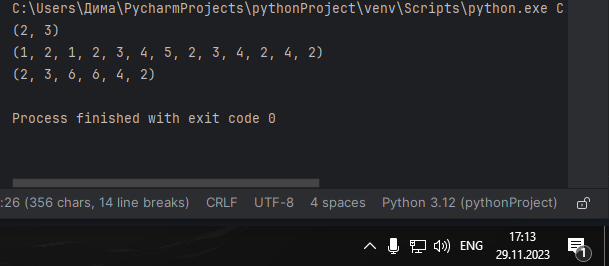 C:\Users\Дима\PycharmProjects\pythonProject\venv\Scripts\python.exe C
(2, 3)
(1, 2, 1, 2, 3, 4, 5, 2, 3, 4, 2, 4, 2)
(2, 3, 6, 6, 4, 2)
Process finished with exit code 0
:26 (356 chars, 14 line breaks) CRLF UTF-8 4 spaces Python 3.12 (pythonProject)
ENG 17:13 1
29.11.2023